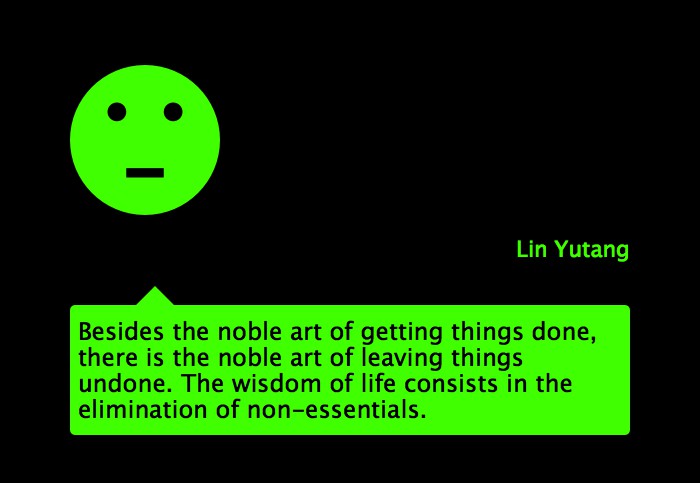 Lin Yutang
Besides the noble art of getting things done,
there is the noble art of leaving things
undone. The wisdom of life consists in the
elimination of non-essentials.